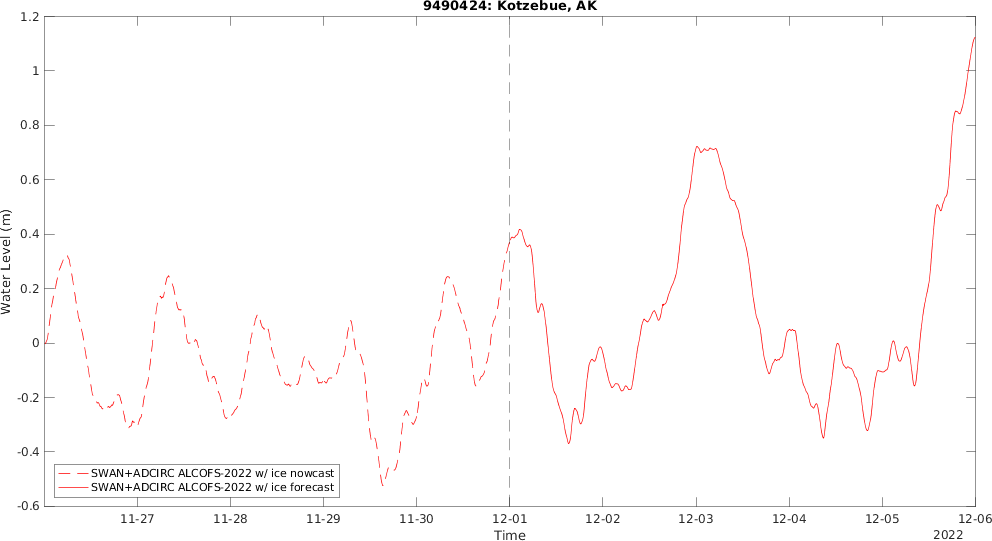 9490424: Kotzebue, AK
1.2
1
0.8
0.6
0.4
0.2
0
-0.2
-0.4
-0.6
Water Level (m)
SWAN+ADCIRC ALCOFS-2022 w/ ice nowcast
SWAN+ADCIRC ALCOFS-2022 w/ ice forecast
11-27 11-28 11-29 11-30 12-01 12-02 12-03 12-04 12-05 12-06
Time
2022